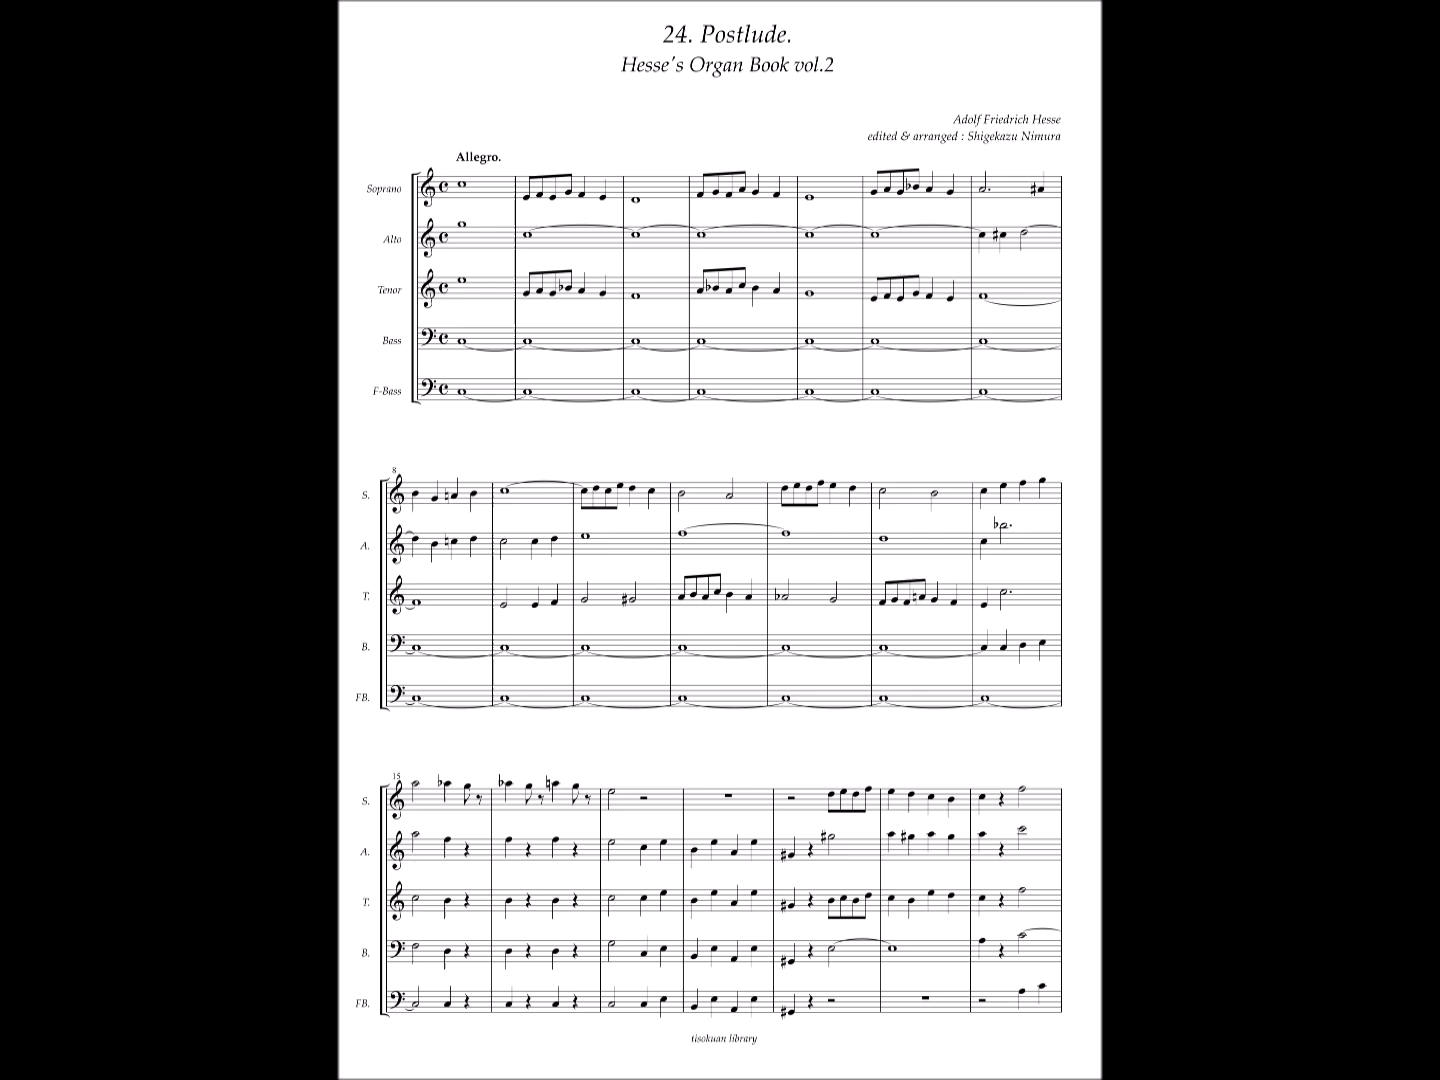 24. Postlude.
Hesse's Organ Book vol.2
Adolf Friedrich Hesse
edited & arranged : Shigekazu Nimura
Allegro.
Soprano
Alto
Tenor
Bass
F-Bass
8
S.
A.
T.
B.
FB.
15
S.
A.
T.
B.
FB.
tisokuan library